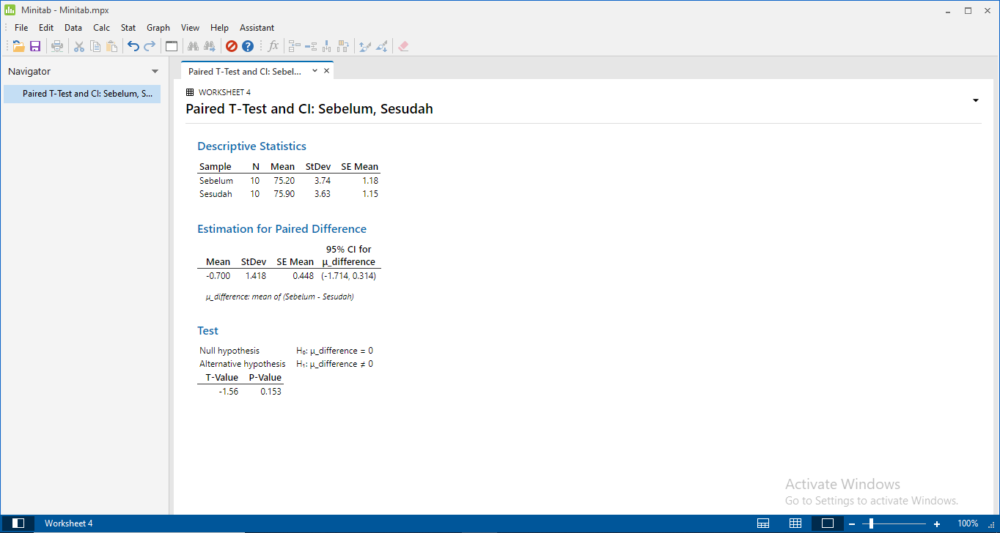 Minitab - Minitab.mpx
File Edit Data Calc Stat Graph View Help Assistant
Navigator
Paired T-Test and CI: Sebelum, S...
Paired T-Test and CI: Sebel...
WORKSHEET 4
Paired T-Test and CI: Sebelum, Sesudah
Descriptive Statistics
Sample N Mean StDev SE Mean
Sebelum 10 75.20 3.74 1.18
Sesudah 10 75.90 3.63 1.15
Estimation for Paired Difference
95% CI for
Mean StDev SE Mean μ_difference
-0.700 1.418 0.448 (-1.714, 0.314)
μ_difference: mean of (Sebelum - Sesudah)
Test
Null hypothesis H₀: μ_difference = 0
Alternative hypothesis H₁: μ_difference ≠ 0
T-Value P-Value
-1.56 0.153
Activate Windows
Go to Settings to activate Windows.
Worksheet 4
100%